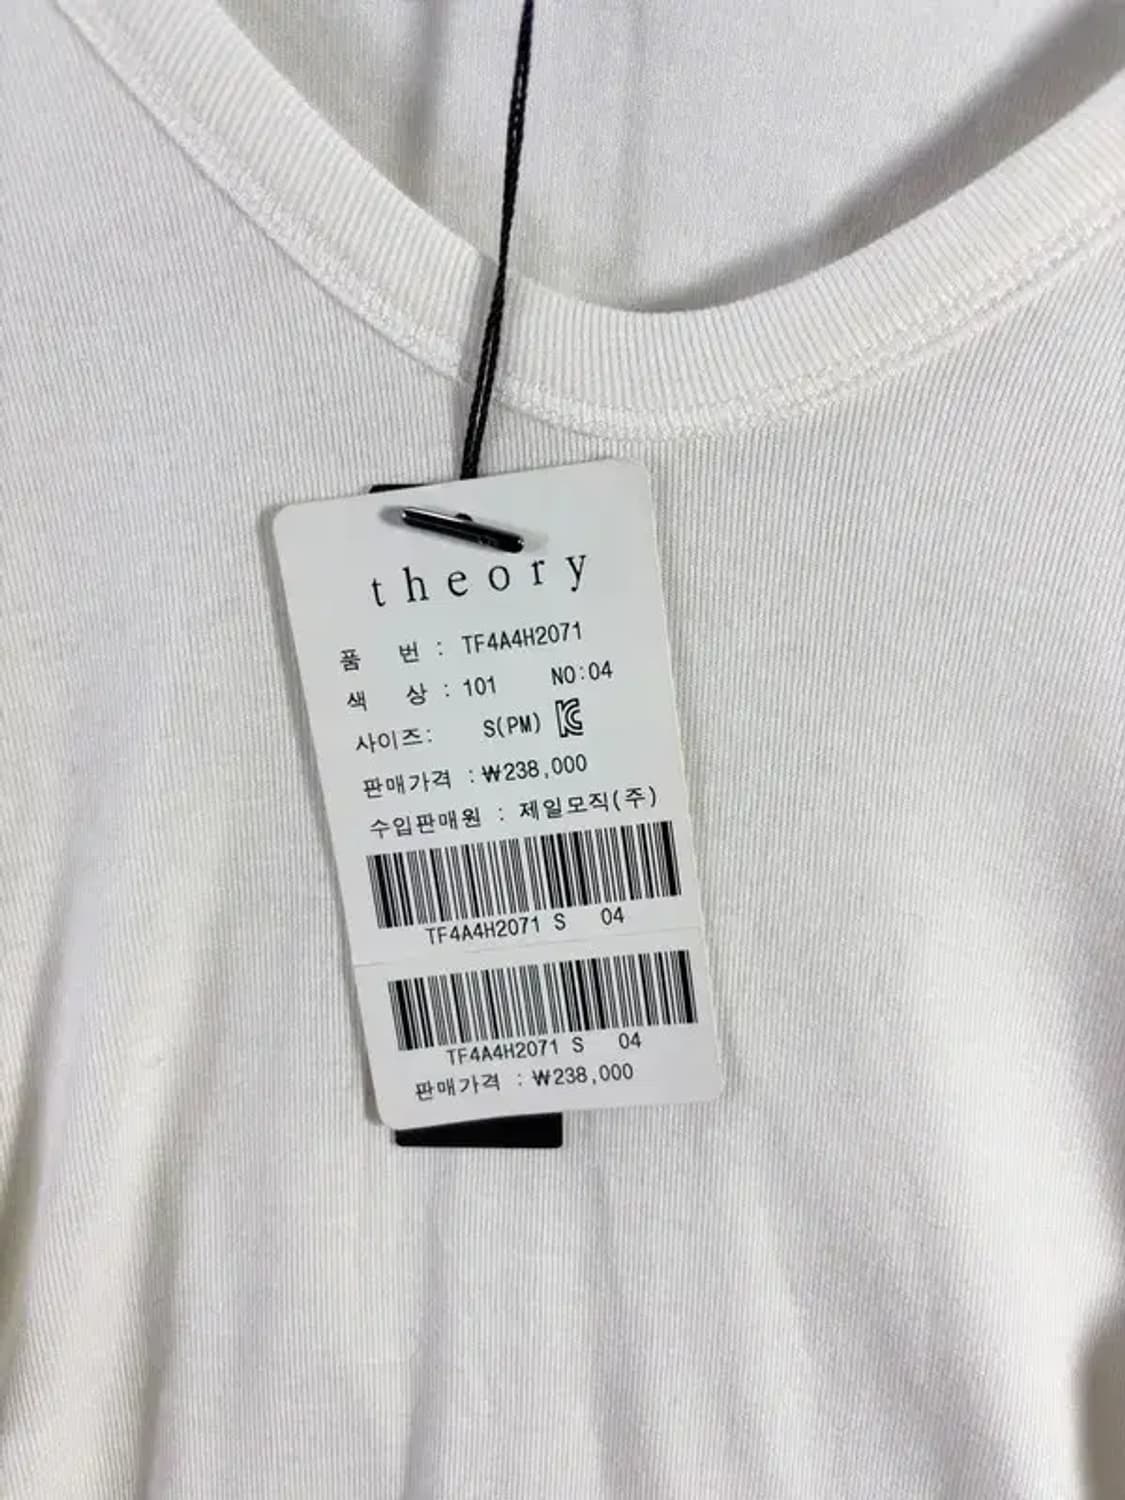 theory
품 번 : TF4A4H2071
색 상 : 101 NO:04
사이즈: S(PM)
판매가격 : ₩238,000
수입판매원 : 제일모직(주)
TF4A4H2071 S 04
TF4A4H2071 S 04
판매가격 : ₩238,000